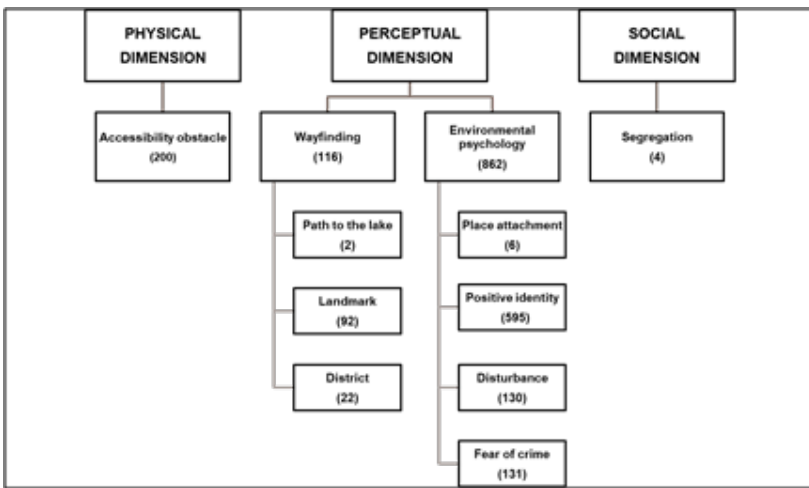 PHYSICAL
DIMENSION
PERCEPTUAL
DIMENSION
SOCIAL
DIMENSION
Accessibility obstacle
(200)
Wayfinding
(116)
Environmental
psychology
(862)
Segregation
(4)
Path to the lake
(2)
Place attachment
(6)
Landmark
(92)
Positive identity
(595)
District
(22)
Disturbance
(130)
Fear of crime
(131)